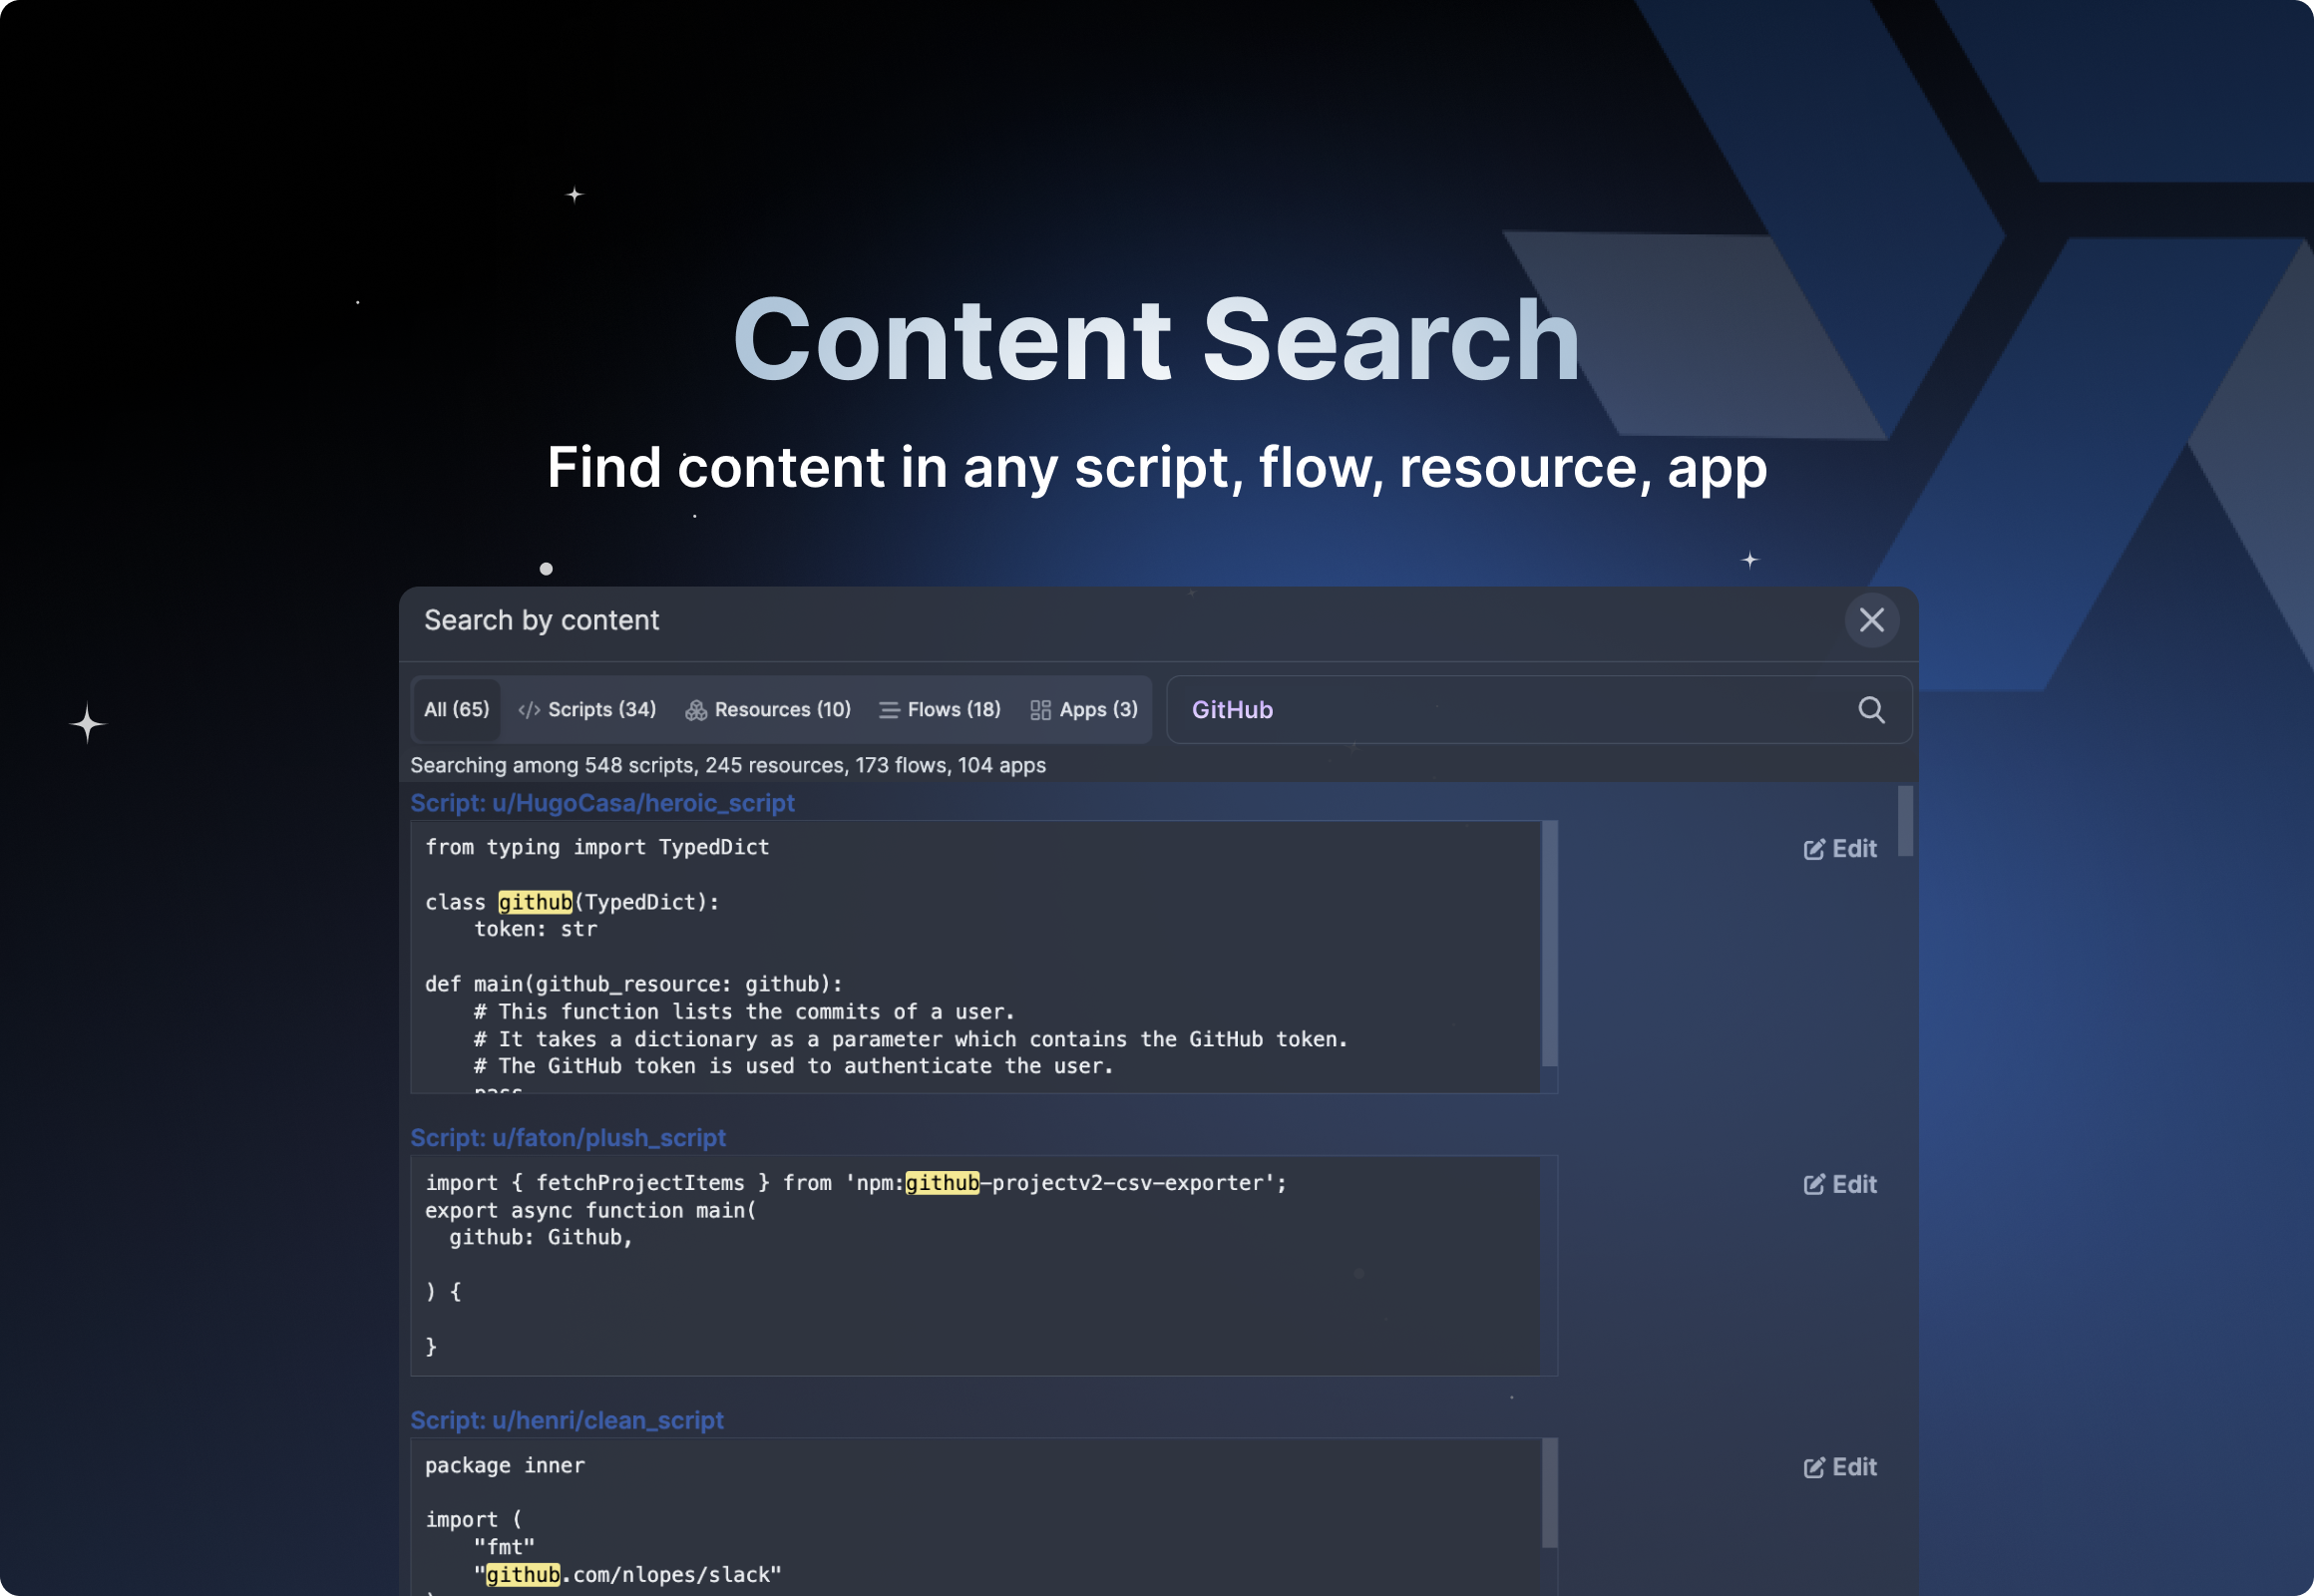 Content Search
Find content in any script, flow, resource, app
Search by content
All (65) Scripts (34) Resources (10) Flows (18) Apps (3) GitHub
Searching among 548 scripts, 245 resources, 173 flows, 104 apps
Script: u/HugoCasa/heroic_script
from typing import TypedDict
Edit
class github(TypedDict):
    token: str
def main(github_resource: github):
    # This function lists the commits of a user.
    # It takes a dictionary as a parameter which contains the GitHub token.
    # The GitHub token is used to authenticate the user.
    pass
Script: u/faton/plush_script
import { fetchProjectItems } from 'npm:github-projectv2-csv-exporter';
Edit
export async function main(
  github: Github,
) {
}
Script: u/henri/clean_script
package inner
Edit
import (
    "fmt"
    "github.com/nlopes/slack"